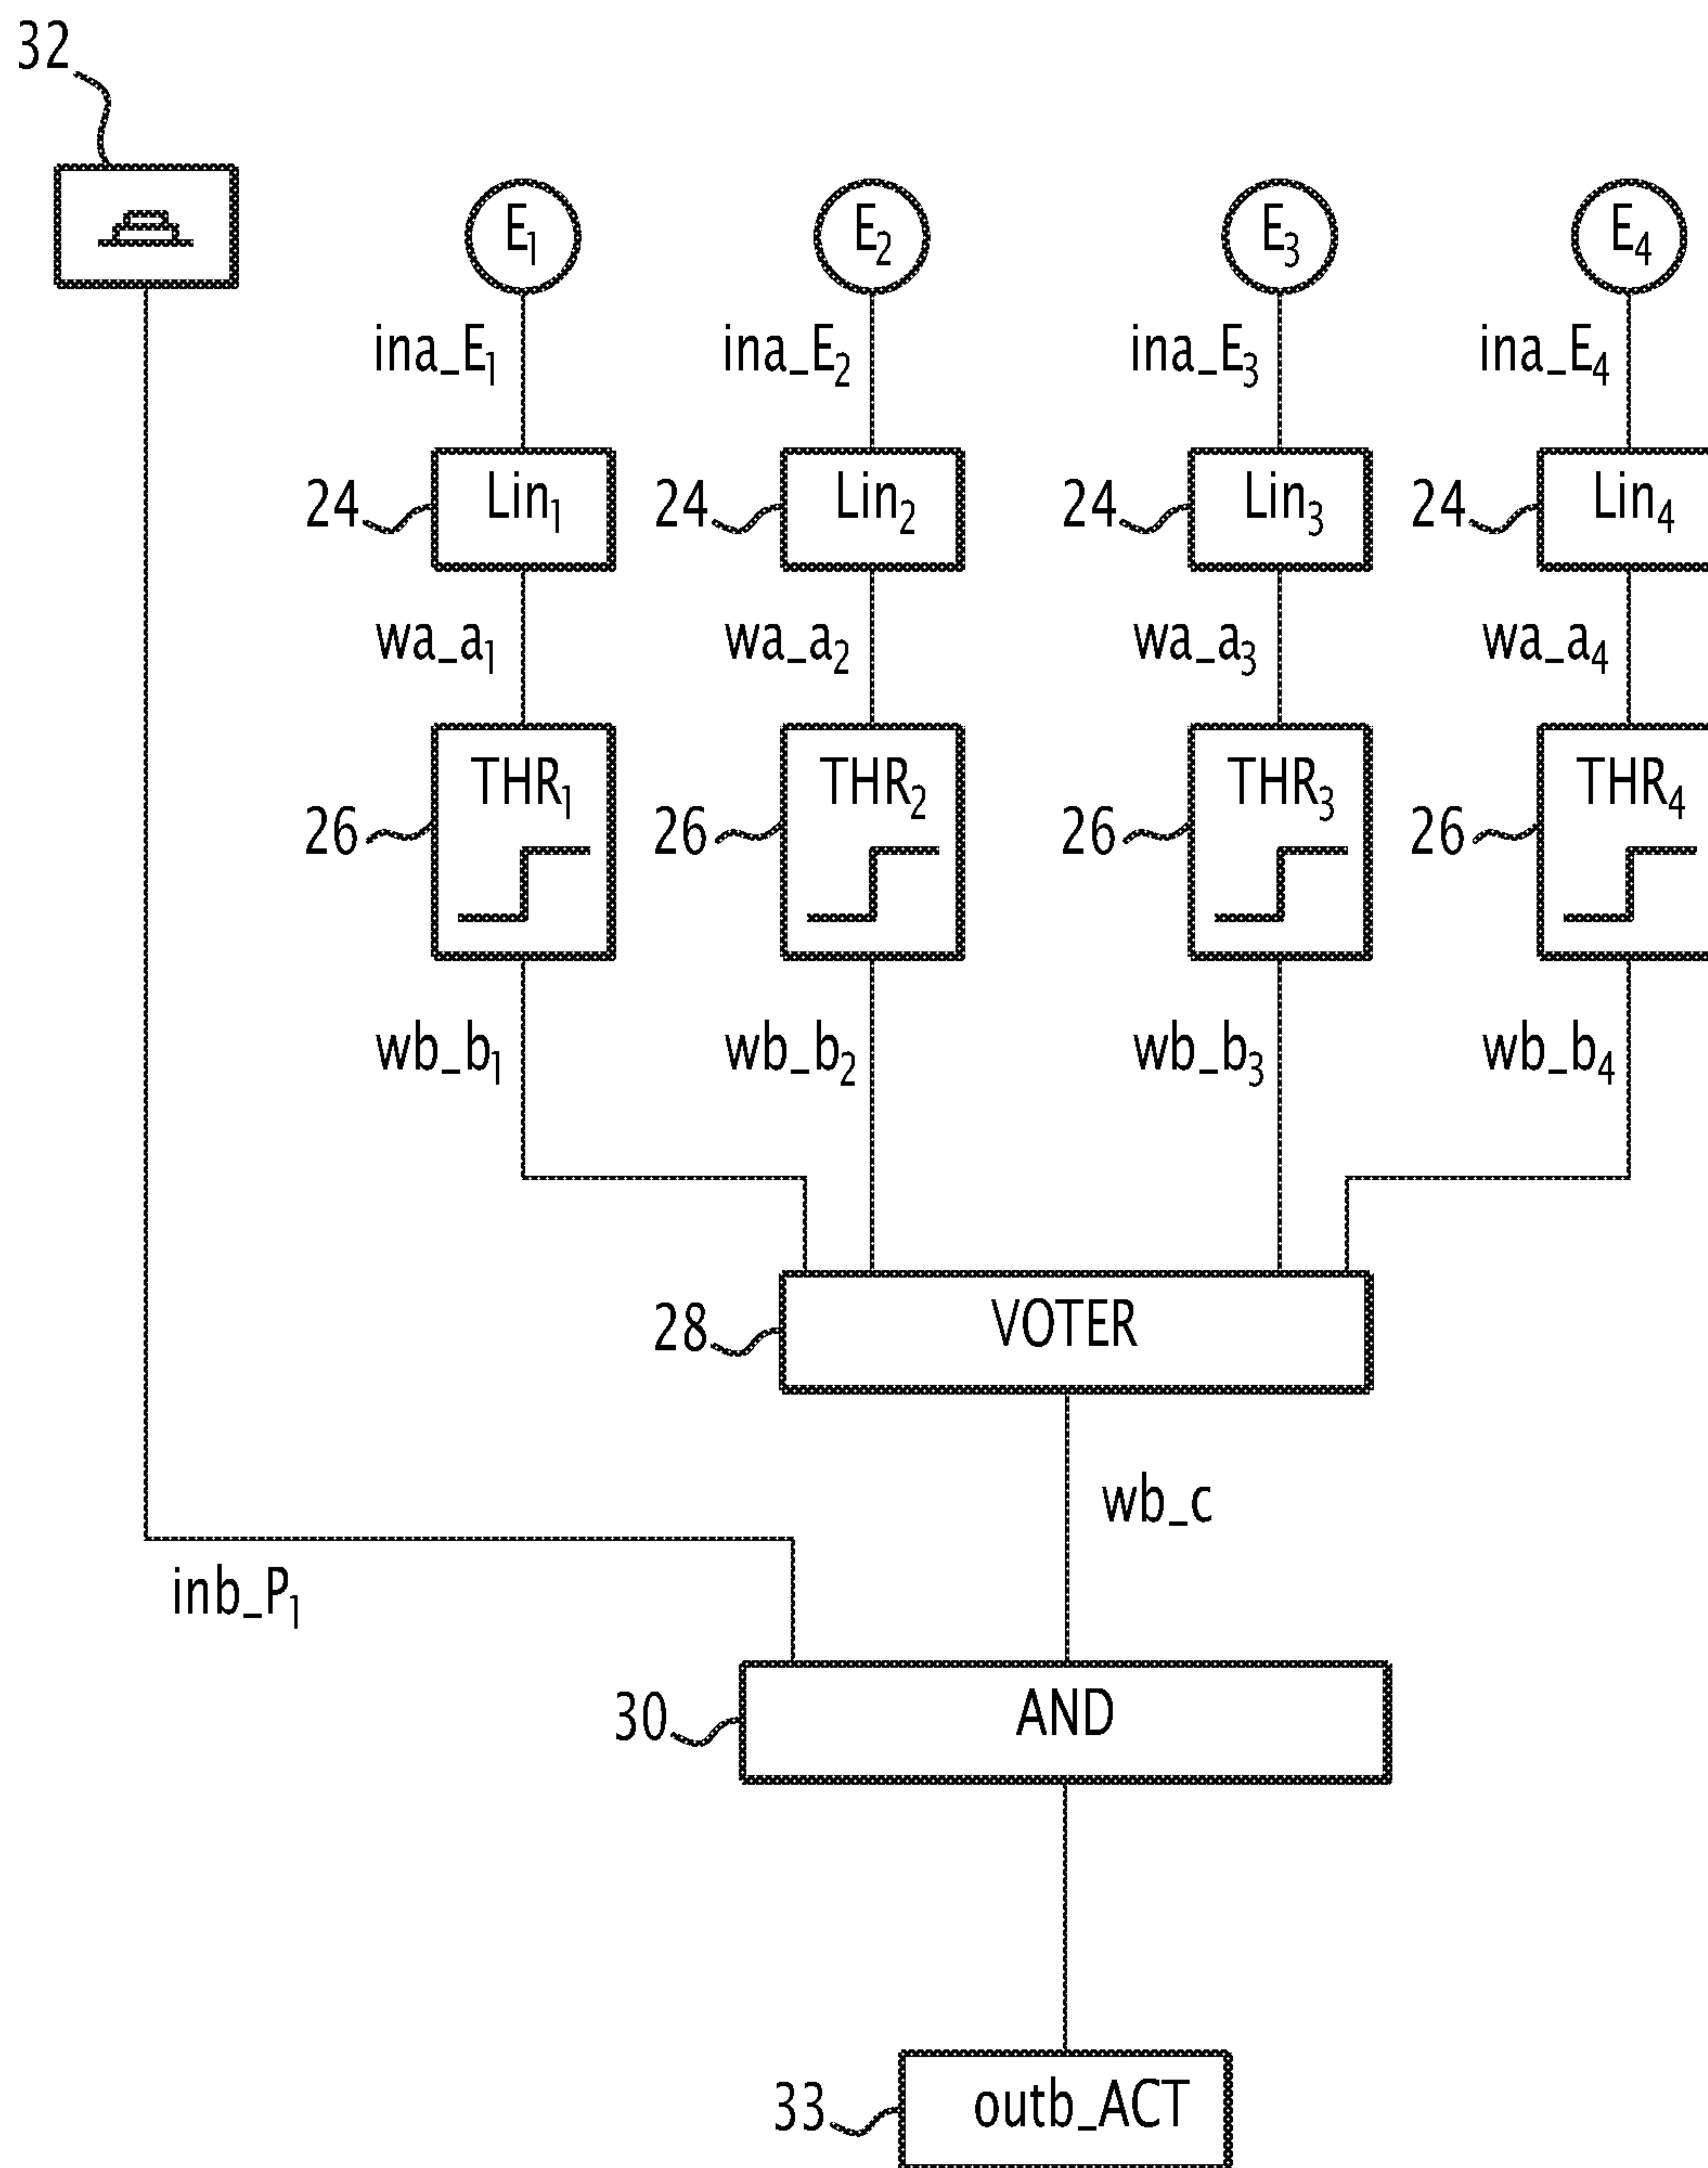 32
E₁ E₂ E₃ E₄
ina_E₁ ina_E₂ ina_E₃ ina_E₄
24 Lin₁ 24 Lin₂ 24 Lin₃ 24 Lin₄
wa_a₁ wa_a₂ wa_a₃ wa_a₄
THR₁ THR₂ THR₃ THR₄
26 26 26 26
wb_b₁ wb_b₂ wb_b₃ wb_b₄
28 VOTER
wb_c
inb_P₁
30 AND
33 outb_ACT